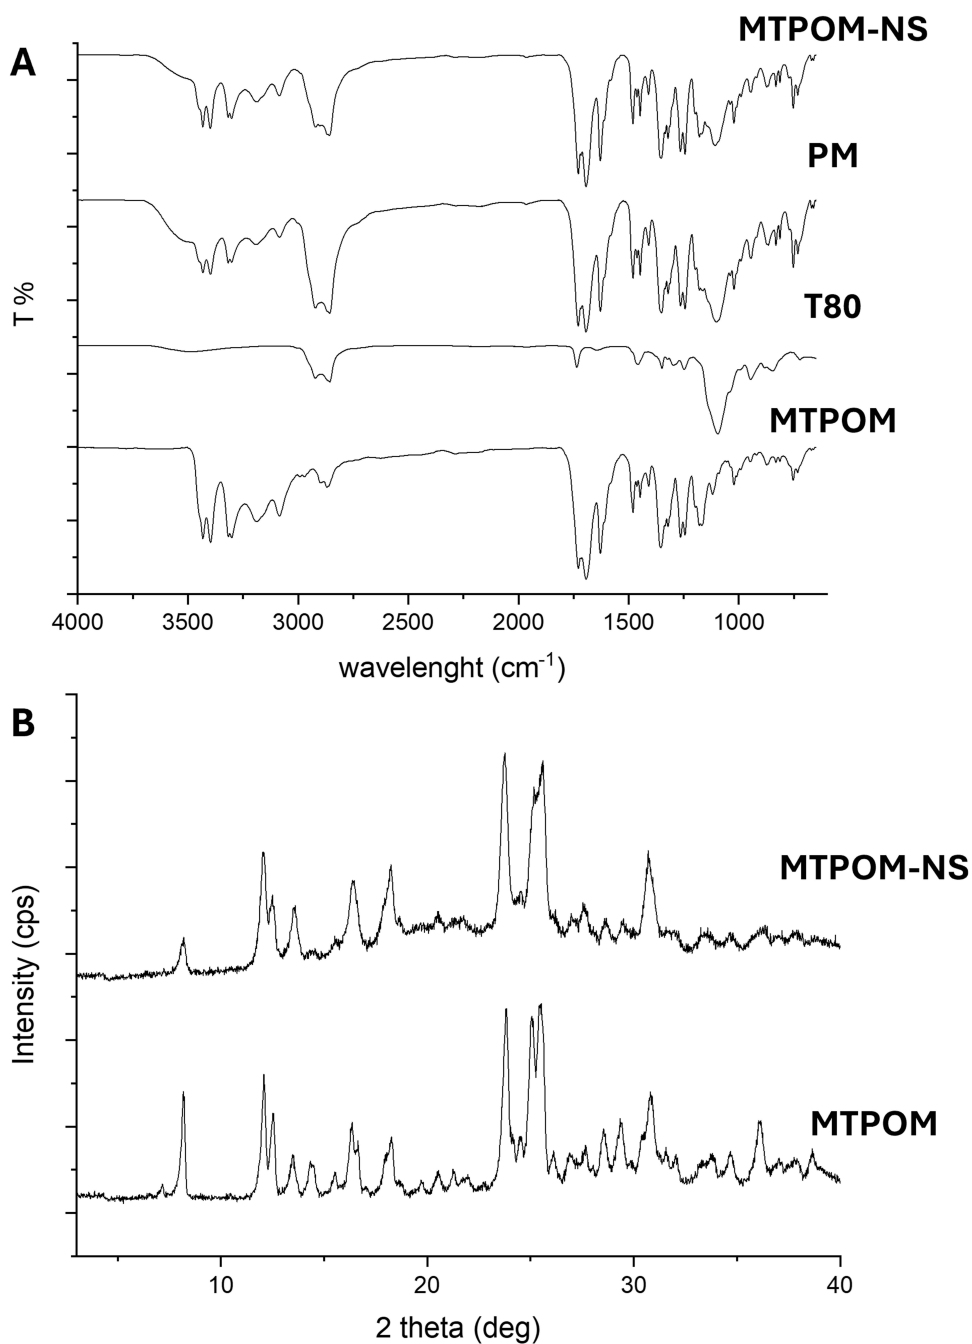 A
MTPOM-NS
PM
T80
MTPOM
T %
4000 3500 3000 2500 2000 1500 1000
wavelenght (cm-1)
B
MTPOM-NS
MTPOM
Intensity (cps)
10 20 30 40
2 theta (deg)